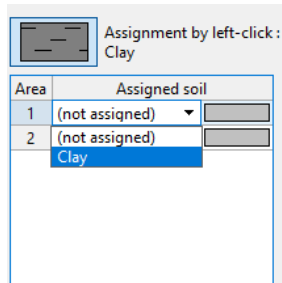 Assignment by left-click :
Clay
Area Assigned soil
1 (not assigned)
2 (not assigned)
Clay